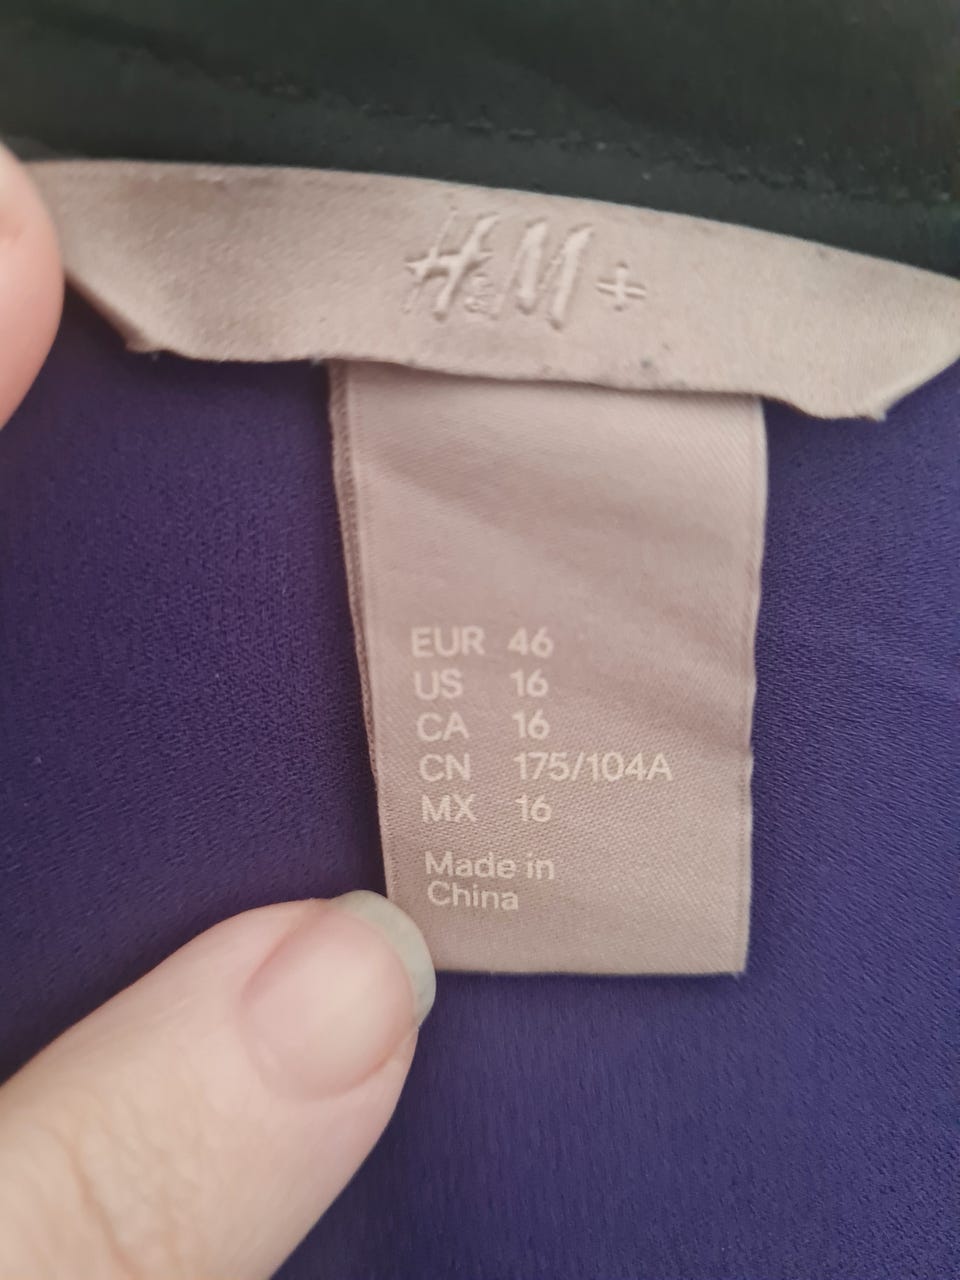 H&M+
EUR 46
US 16
CA 16
CN 175/104A
MX 16
Made in
China